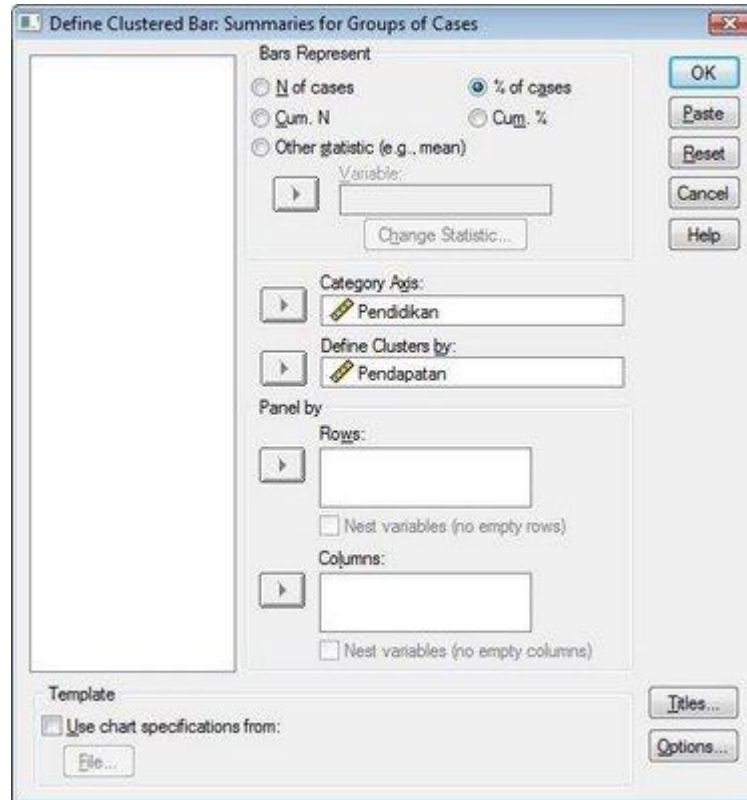 Define Clustered Bar: Summaries for Groups of Cases
Bars Represent
N of cases
% of cases
Cum. N
Cum. %
Other statistic (e.g., mean)
Variable:
Change Statistic...
OK
Paste
Reset
Cancel
Help
Category Axis:
Pendidikan
Define Clusters by:
Pendapatan
Panel by
Rows:
Nest variables (no empty rows)
Columns:
Nest variables (no empty columns)
Template
Use chart specifications from:
File...
Titles...
Options...